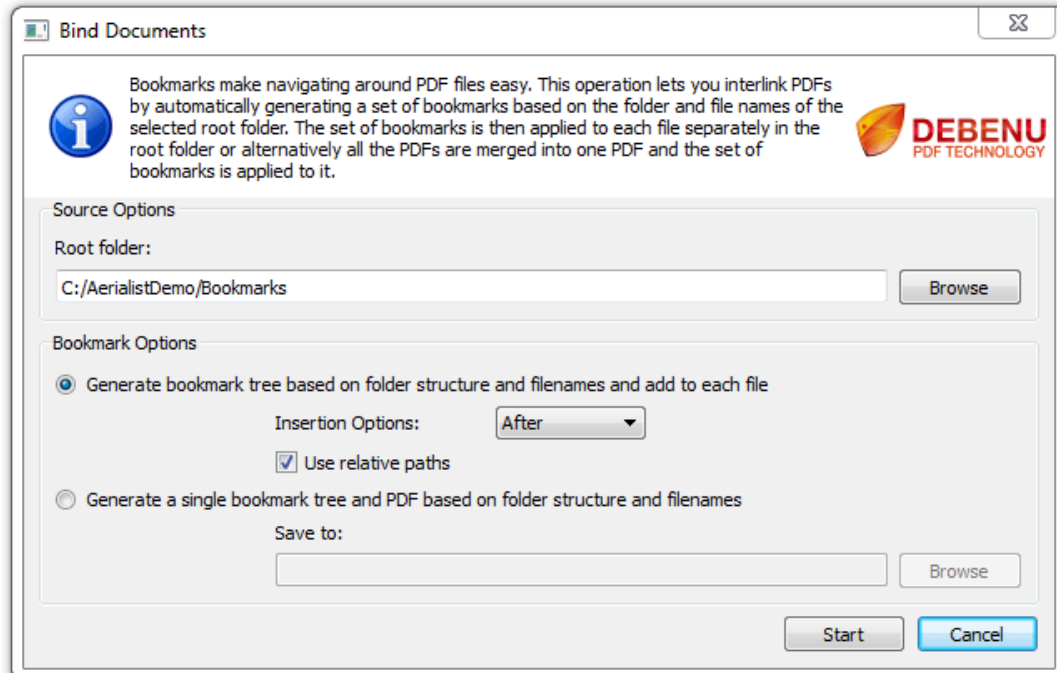 Bind Documents
Bookmarks make navigating around PDF files easy. This operation lets you interlink PDFs
by automatically generating a set of bookmarks based on the folder and file names of the
selected root folder. The set of bookmarks is then applied to each file separately in the
root folder or alternatively all the PDFs are merged into one PDF and the set of
bookmarks is applied to it.
DEBENU
PDF TECHNOLOGY
Source Options
Root folder:
C:/AerialistDemo/Bookmarks
Browse
Bookmark Options
Generate bookmark tree based on folder structure and filenames and add to each file
Insertion Options:
After
Use relative paths
Generate a single bookmark tree and PDF based on folder structure and filenames
Save to:
Browse
Start
Cancel